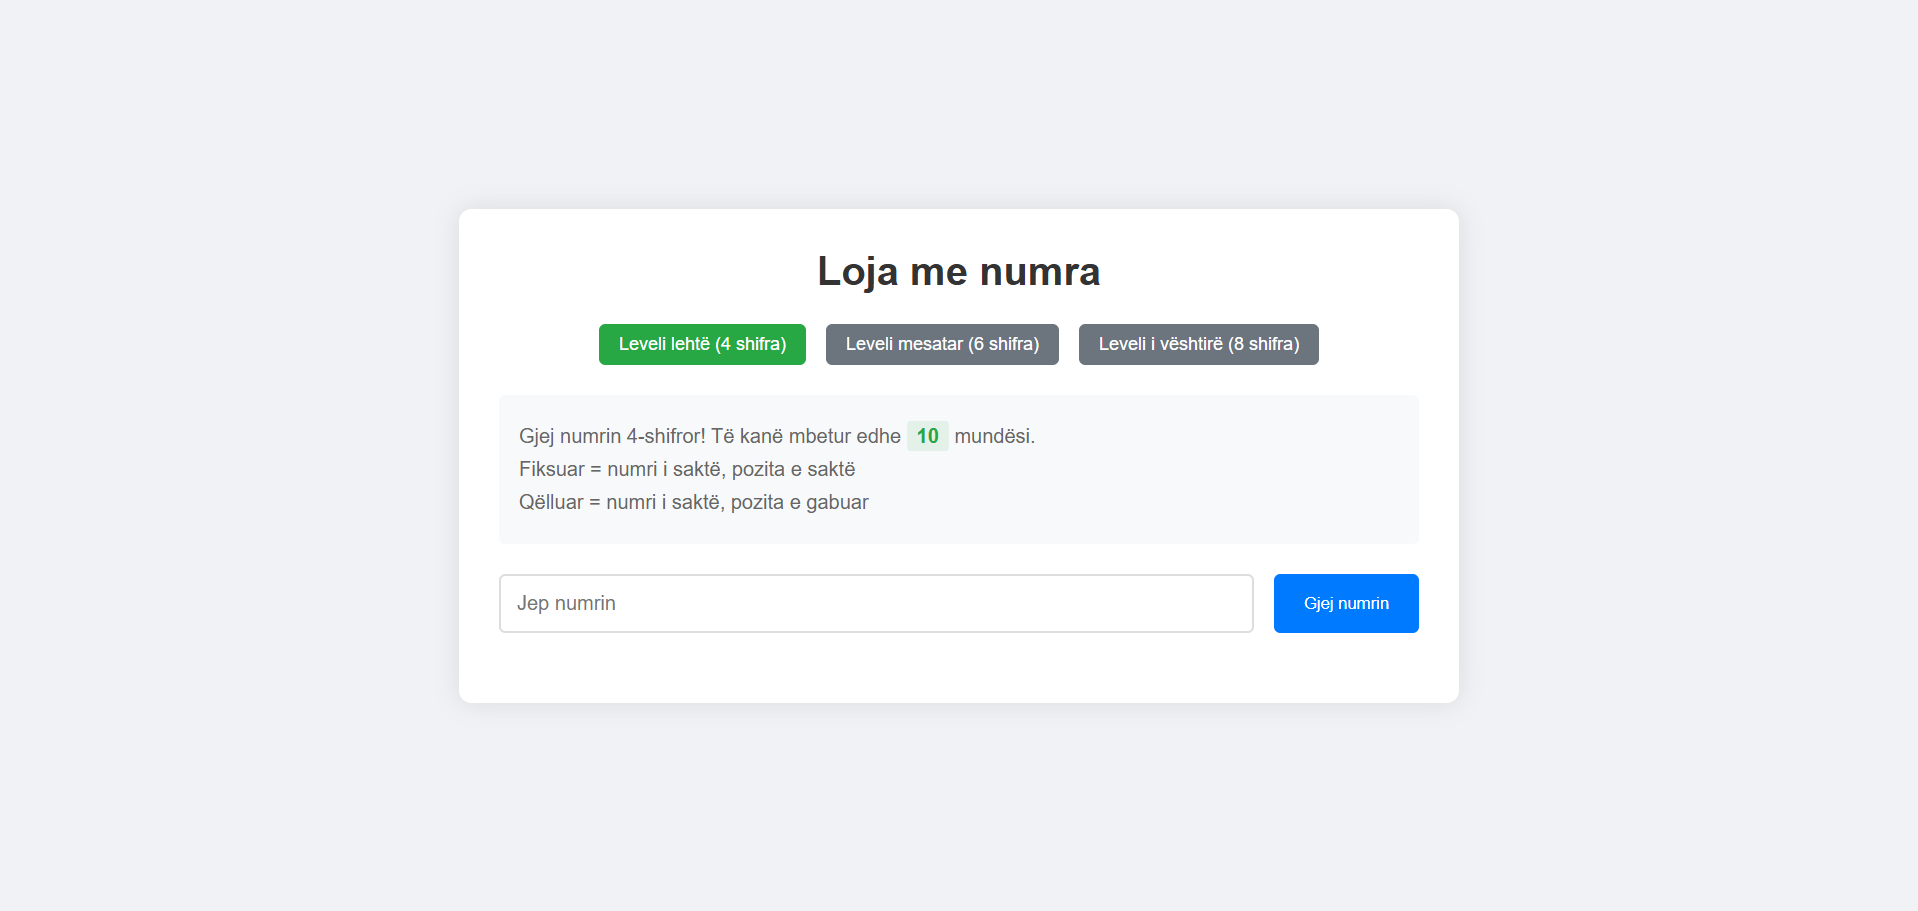 Loja me numra
Leveli lehtë (4 shifra)
Leveli mesatar (6 shifra)
Leveli i vështirë (8 shifra)
Gjej numrin 4-shifror! Të kanë mbetur edhe 10 mundësi.
Fiksuar = numri i saktë, pozita e saktë
Qëlluar = numri i saktë, pozita e gabuar
Jep numrin
Gjej numrin